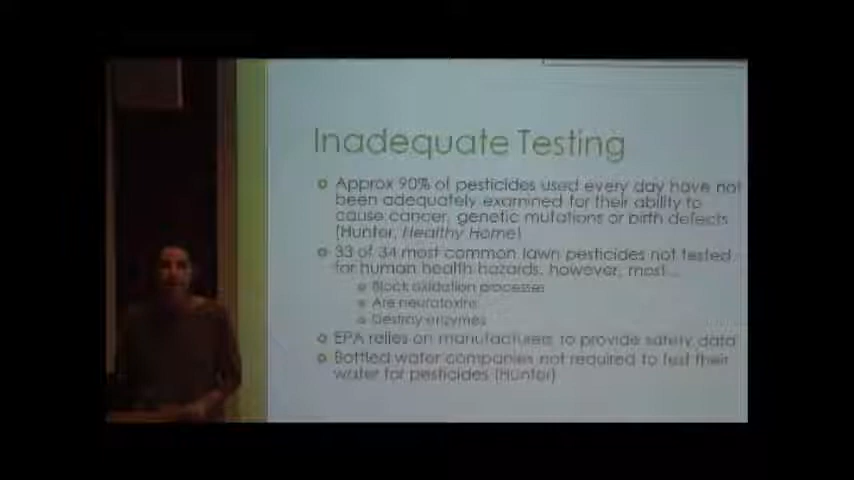 Inadequate Testing
Approx 90% of pesticides used every day have not
been adequately examined for their ability to
cause cancer, genetic mutations or birth defects
(Hunter, Healthy Home)
33 of 34 most common lawn pesticides not tested
for human health hazards, however, most…
Block oxidation processes
Are neurotoxins
Destroy enzymes
EPA relies on manufacturers to provide safety data
Bottled water companies not required to test their
water for pesticides (Hunter)